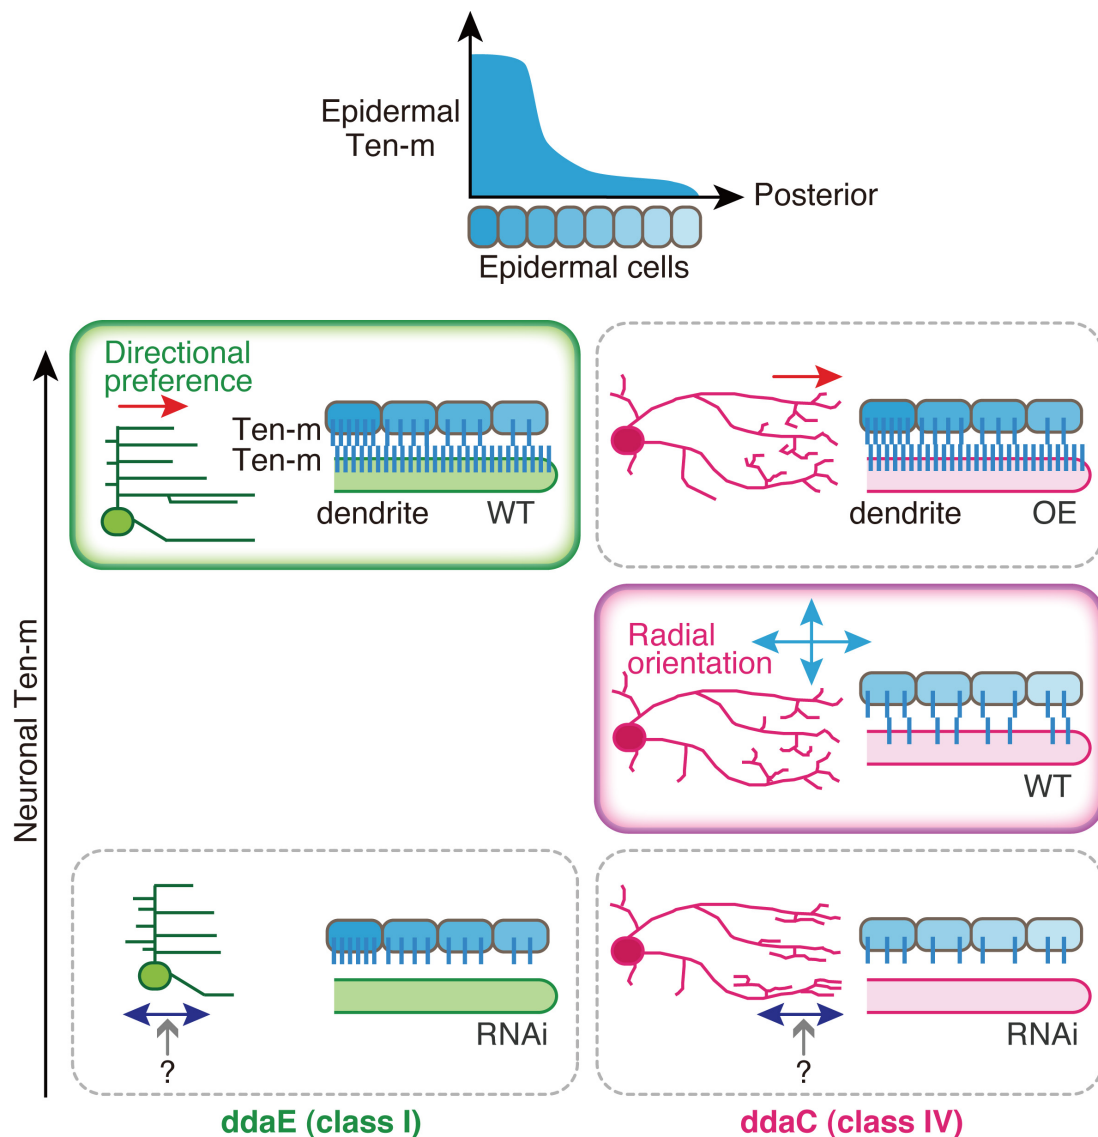 Epidermal
Ten-m
Posterior
Epidermal cells
Neuronal Ten-m
Directional
preference
Ten-m
Ten-m
dendrite WT
dendrite OE
Radial
orientation
WT
RNAi
?
RNAi
?
ddaE (class I)
ddaC (class IV)